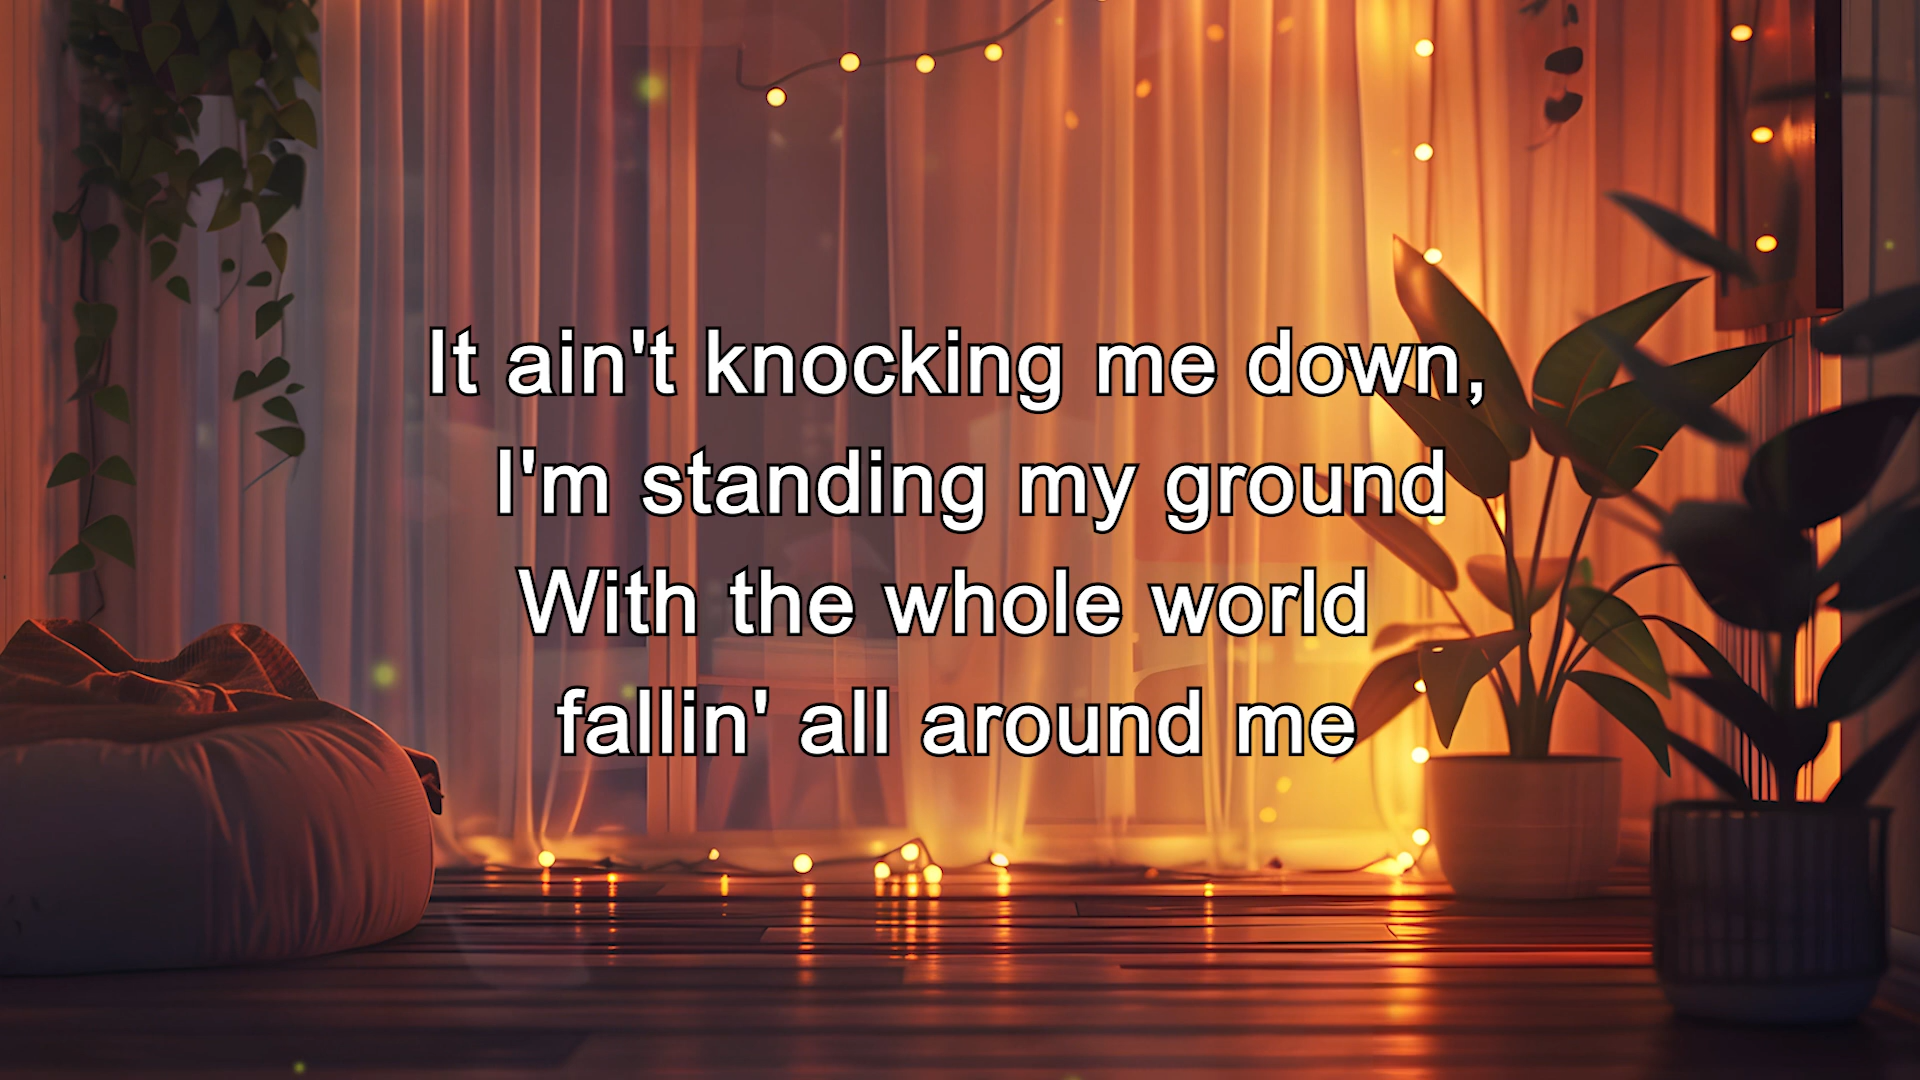 It ain't knocking me down,
I'm standing my ground
With the whole world
fallin' all around me